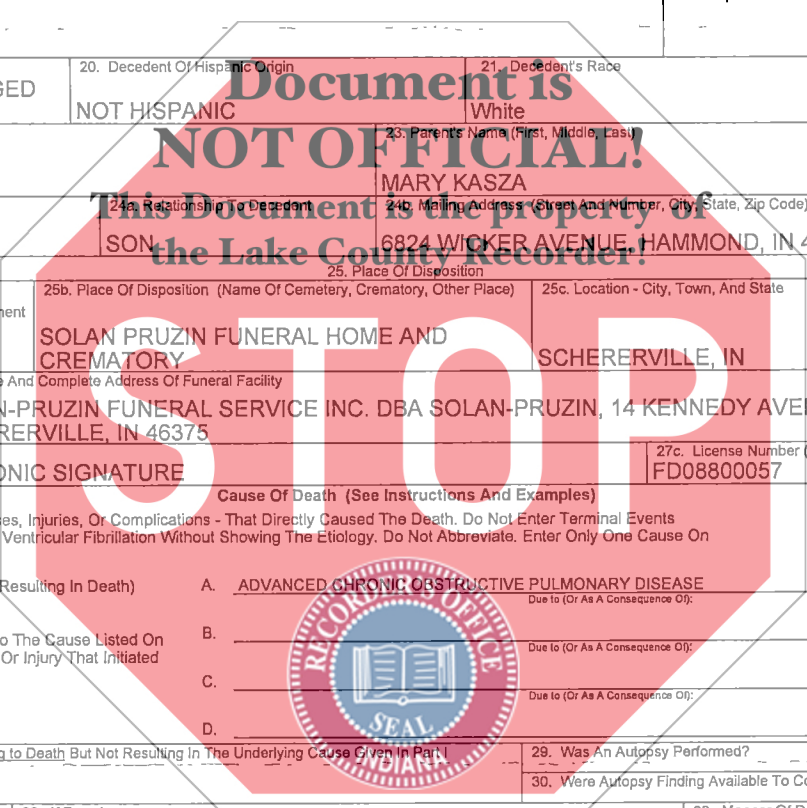 20. Decedent Of Hispanic Origin
21. Decedent's Race
GED
NOT HISPANIC
White
Document is
NOT OFFICIAL!
This Document is the property of
the Lake County Recorder!
23. Parent's Name (First, Middle, Last)
MARY KASZA
24a. Relationship To Decedent
24b. Mailing Address (Street And Number, City, State, Zip Code)
SON
6824 WICKER AVENUE, HAMMOND, IN 4
25. Place Of Disposition
25b. Place Of Disposition (Name Of Cemetery, Crematory, Other Place)
25c. Location - City, Town, And State
ment
SOLAN PRUZIN FUNERAL HOME AND
CREMATORY
SCHERERVILLE, IN
STOP
e And Complete Address Of Funeral Facility
N-PRUZIN FUNERAL SERVICE INC. DBA SOLAN-PRUZIN, 14 KENNEDY AVE
RERVILLE, IN 46375
27c. License Number (
ONIC SIGNATURE
FD08800057
Cause Of Death (See Instructions And Examples)
es, Injuries, Or Complications - That Directly Caused The Death. Do Not Enter Terminal Events
Ventricular Fibrillation Without Showing The Etiology. Do Not Abbreviate. Enter Only One Cause On
Resulting In Death)
A. ADVANCED CHRONIC OBSTRUCTIVE PULMONARY DISEASE
Due to (Or As A Consequence Of):
o The Cause Listed On
Or Injury That Initiated
B.
Due to (Or As A Consequence Of):
C.
Due to (Or As A Consequence Of):
D.
RECORDER'S OFFICE
SEAL
INDIANA
g to Death But Not Resulting In The Underlying Cause Given In Part I
29. Was An Autopsy Performed?
30. Were Autopsy Finding Available To Co